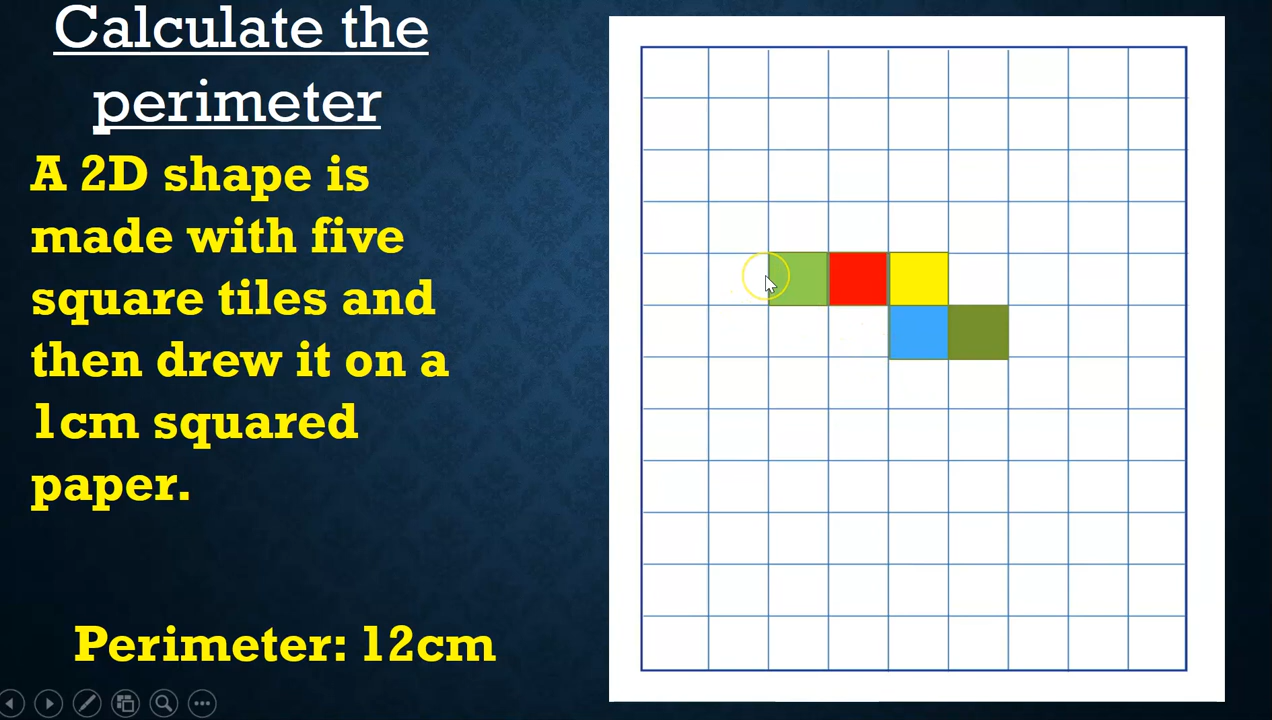 Calculate the
perimeter
A 2D shape is
made with five
square tiles and
then drew it on a
1cm squared
paper.
Perimeter: 12cm